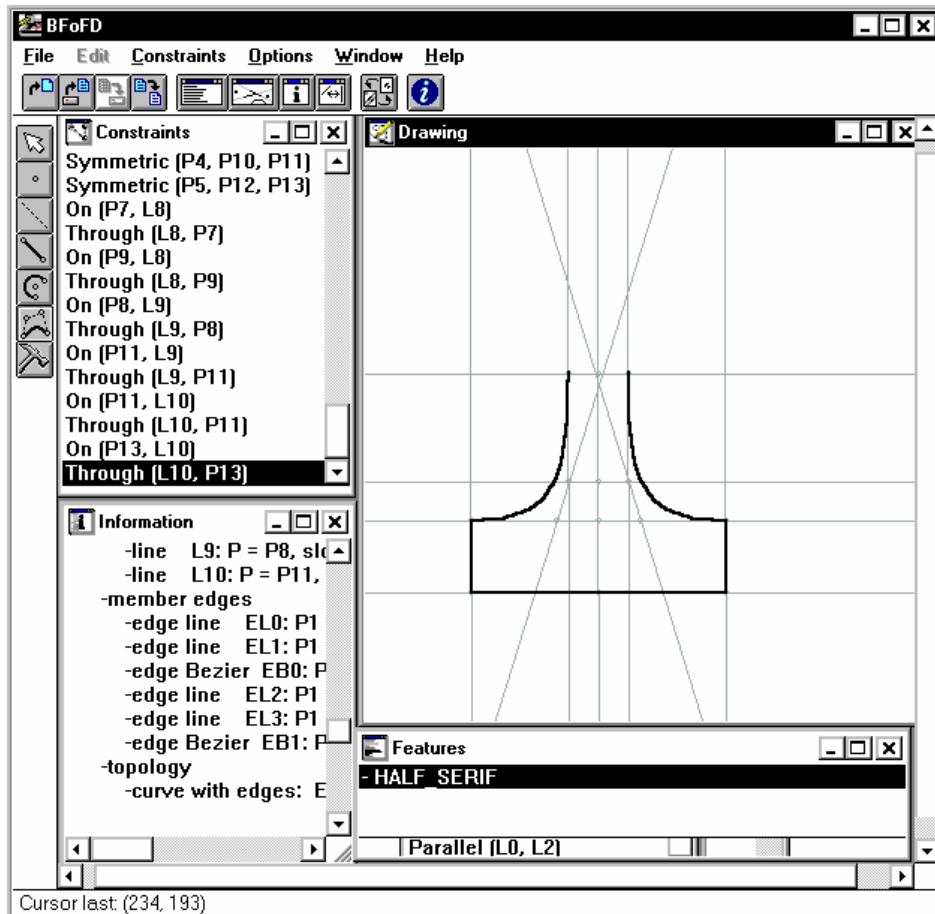 BFoFD
File Edit Constraints Options Window Help
Constraints
Symmetric (P4, P10, P11)
Symmetric (P5, P12, P13)
On (P7, L8)
Through (L8, P7)
On (P9, L8)
Through (L8, P9)
On (P8, L9)
Through (L9, P8)
On (P11, L9)
Through (L9, P11)
On (P11, L10)
Through (L10, P11)
On (P13, L10)
Through (L10, P13)
Drawing
Information
-line L9: P = P8, slo
-line L10: P = P11,
-member edges
-edge line EL0: P1
-edge line EL1: P1
-edge Bezier EB0: P
-edge line EL2: P1
-edge line EL3: P1
-edge Bezier EB1: P
-topology
-curve with edges: E
Features
- HALF_SERIF
Parallel (L0, L2)
Cursor last: (234, 193)